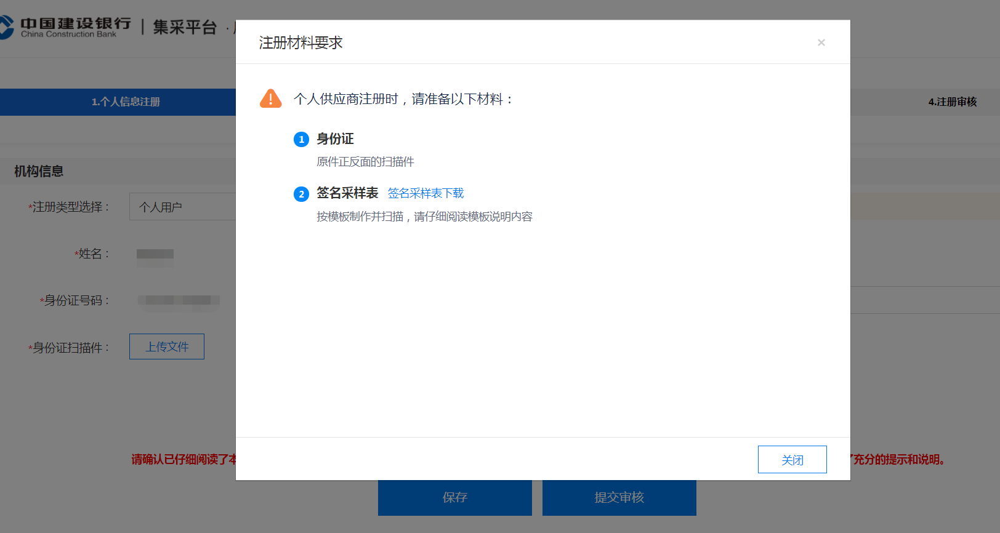 中国建设银行 | 集采平台 ·
China Construction Bank
注册材料要求
×
1.个人信息注册
4.注册审核
个人供应商注册时，请准备以下材料：
1 身份证
原件正反面的扫描件
2 签名采样表 签名采样表下载
按模板制作并扫描，请仔细阅读模板说明内容
机构信息
*注册类型选择： 个人用户
*姓名：
*身份证号码：
*身份证扫描件： 上传文件
请确认已仔细阅读了本
了充分的提示和说明。
关闭
保存 提交审核